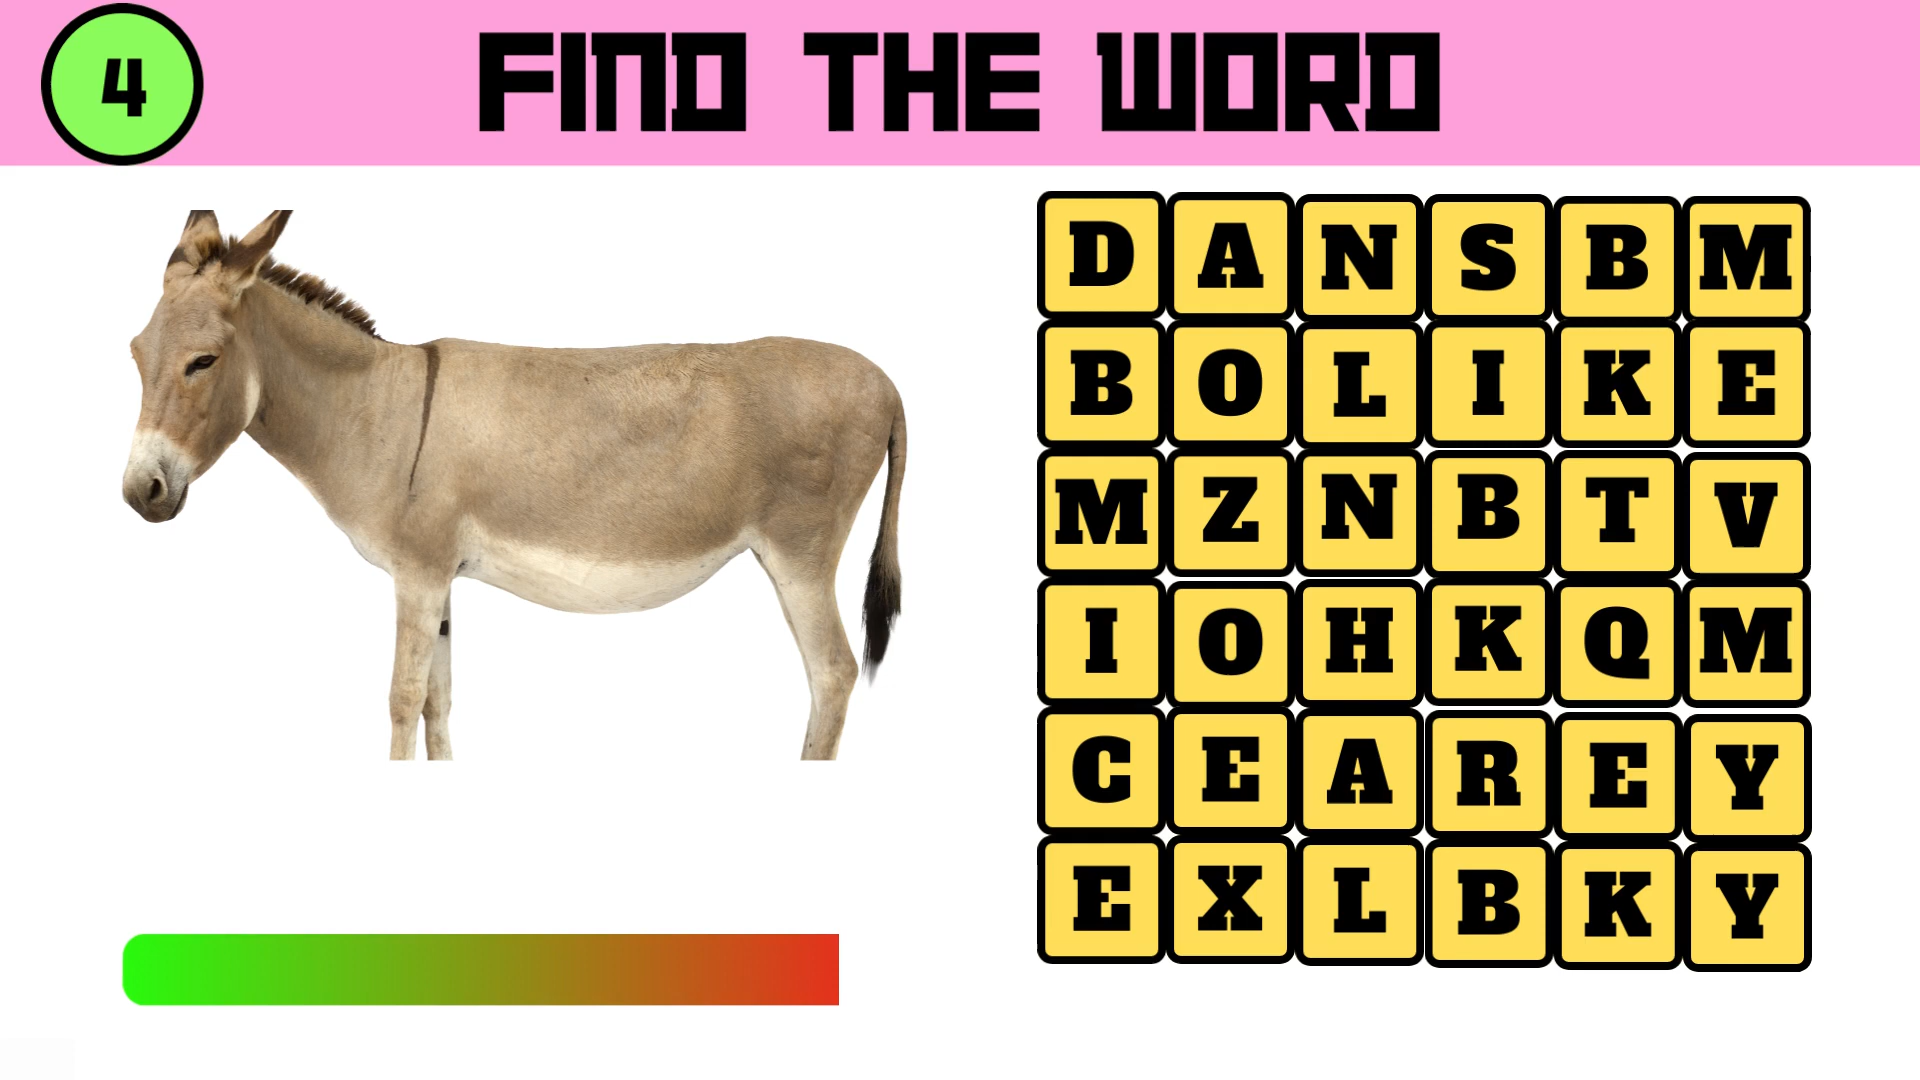 4
FIND THE WORD
D A N S B M
B O L I K E
M Z N B T V
I O H K Q M
C E A R E Y
E X L B K Y